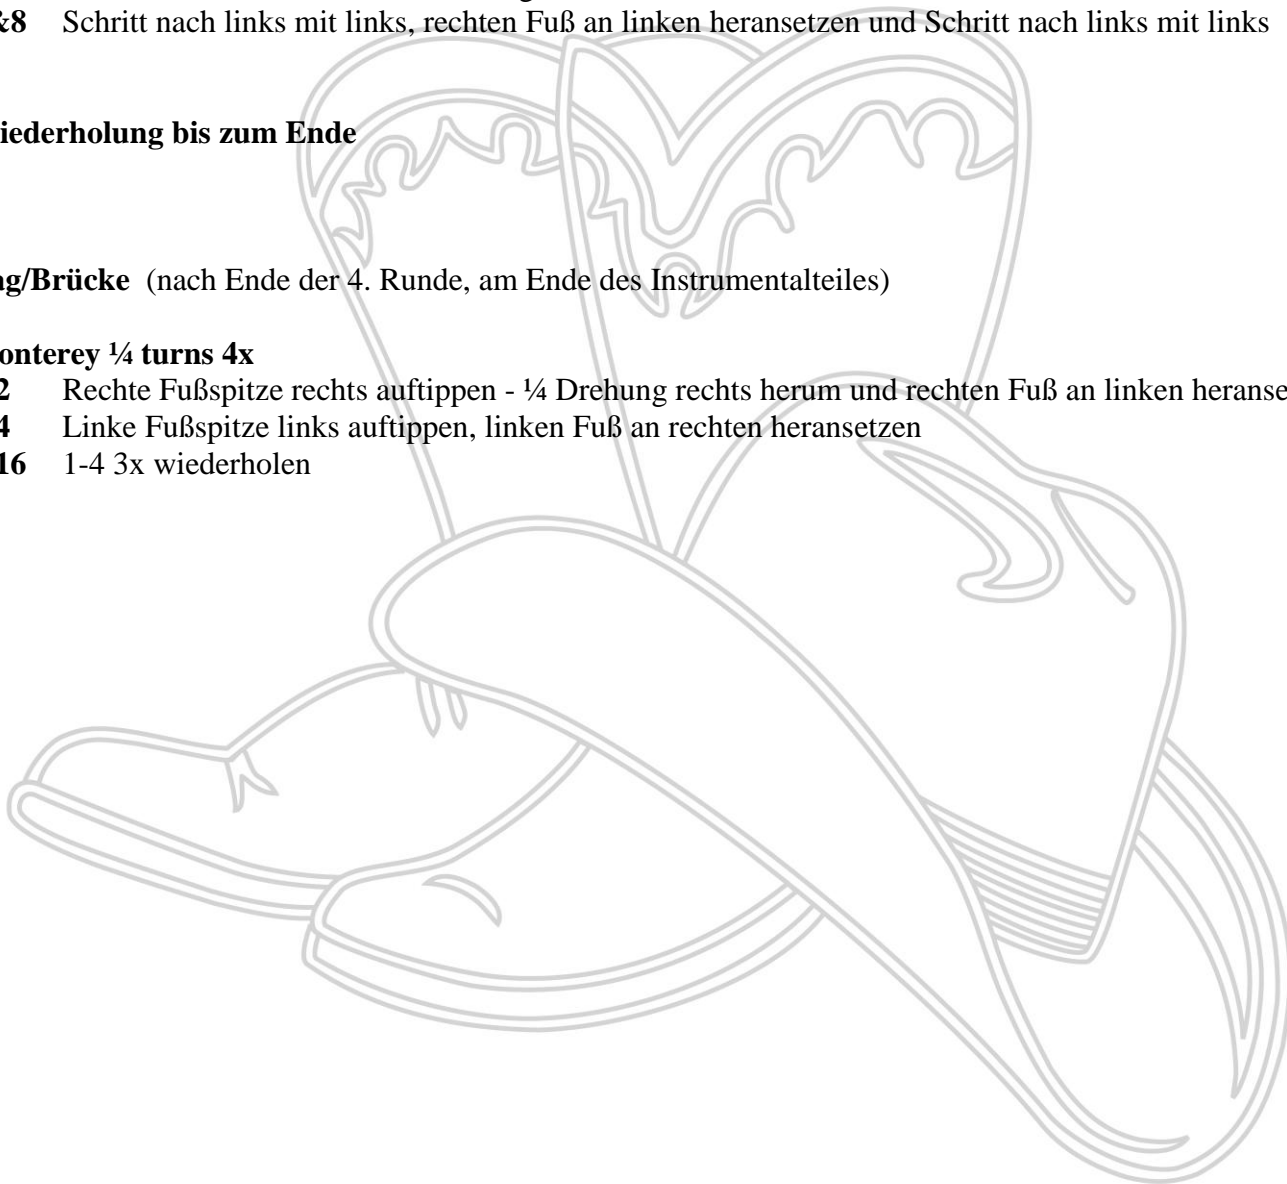 &8 Schritt nach links mit links, rechten Fuß an linken heransetzen und Schritt nach links mit links
iederholung bis zum Ende
ag/Brücke (nach Ende der 4. Runde, am Ende des Instrumentalteiles)
onterey ¼ turns 4x
2 Rechte Fußspitze rechts auftippen - ¼ Drehung rechts herum und rechten Fuß an linken heranse
4 Linke Fußspitze links auftippen, linken Fuß an rechten heransetzen
16 1-4 3x wiederholen